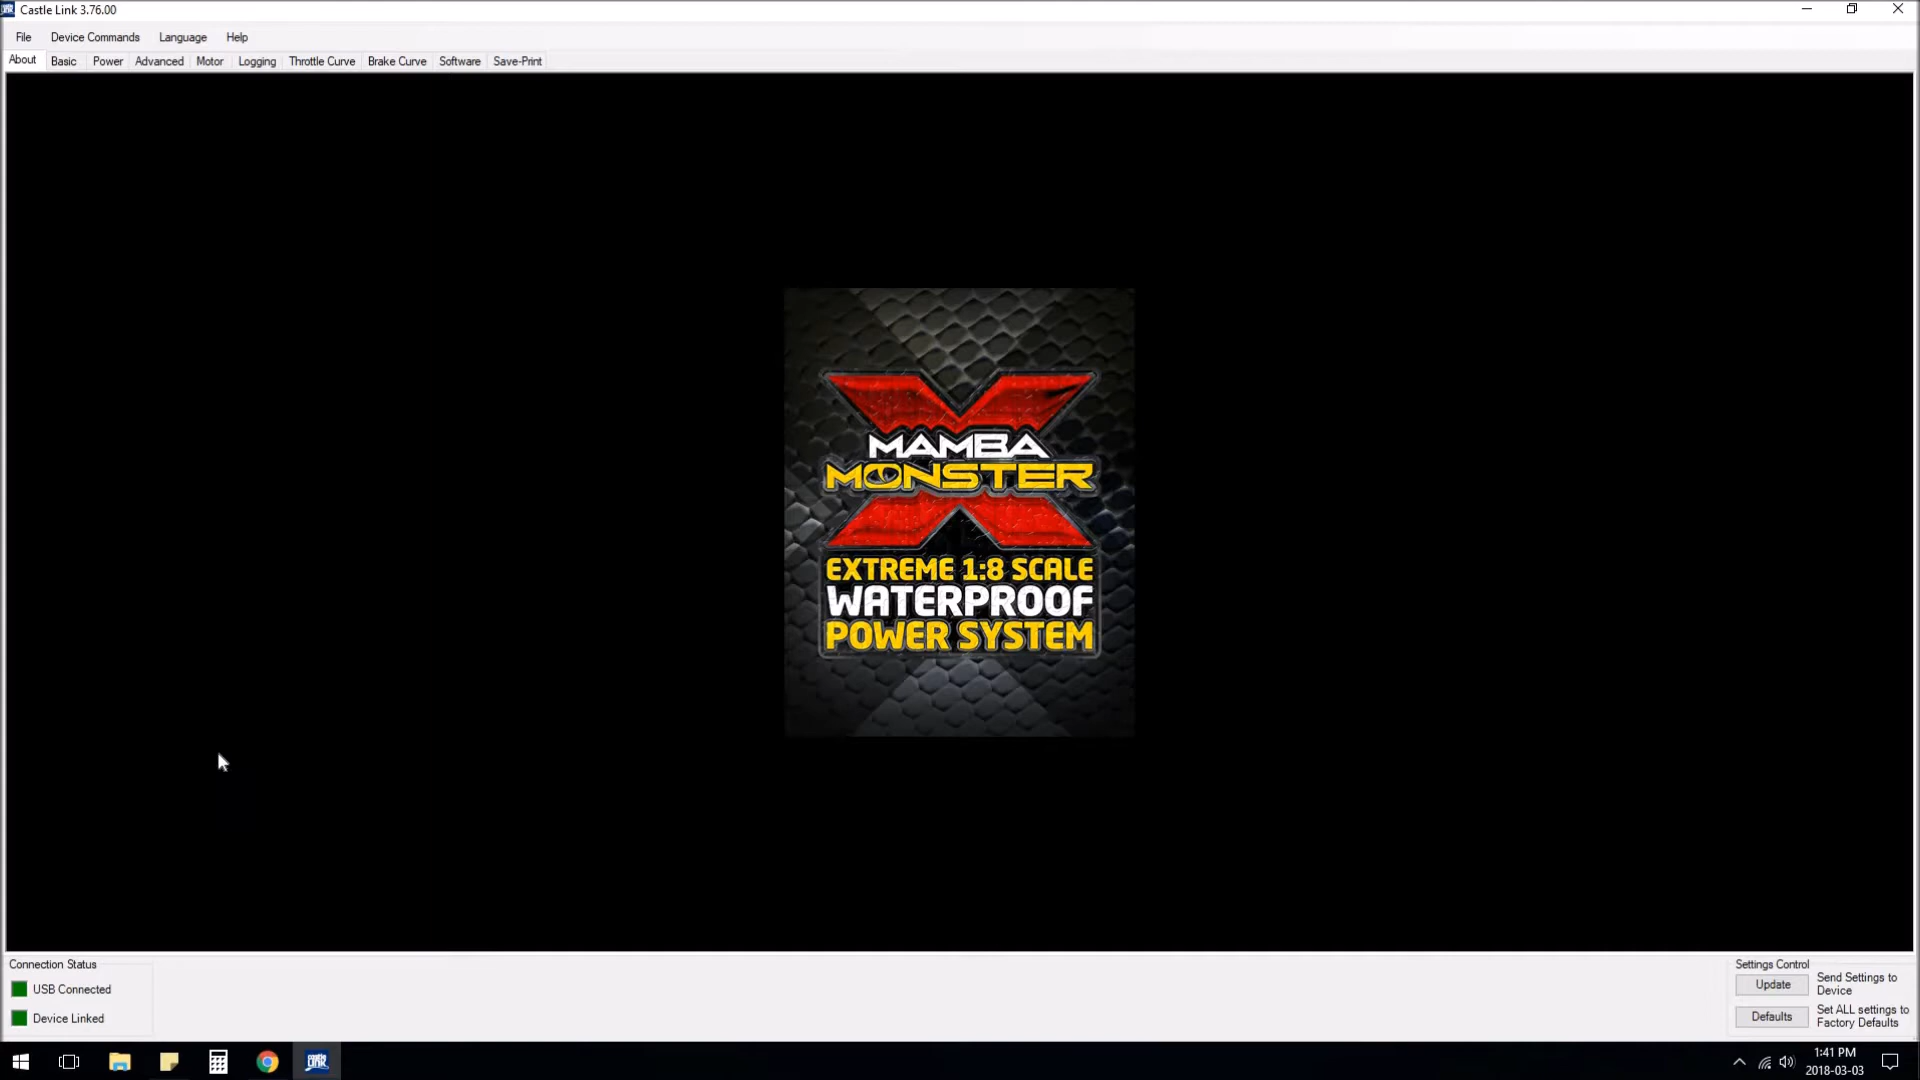 Castle Link 3.76.00
File Device Commands Language Help
About Basic Power Advanced Motor Logging Throttle Curve Brake Curve Software Save-Print
MAMBA
MONSTER
X
EXTREME 1:8 SCALE
WATERPROOF
POWER SYSTEM
Connection Status
USB Connected
Device Linked
Settings Control
Update
Send Settings to
Device
Defaults
Set ALL settings to
Factory Defaults
castle
LINK
1:41 PM
2018-03-03